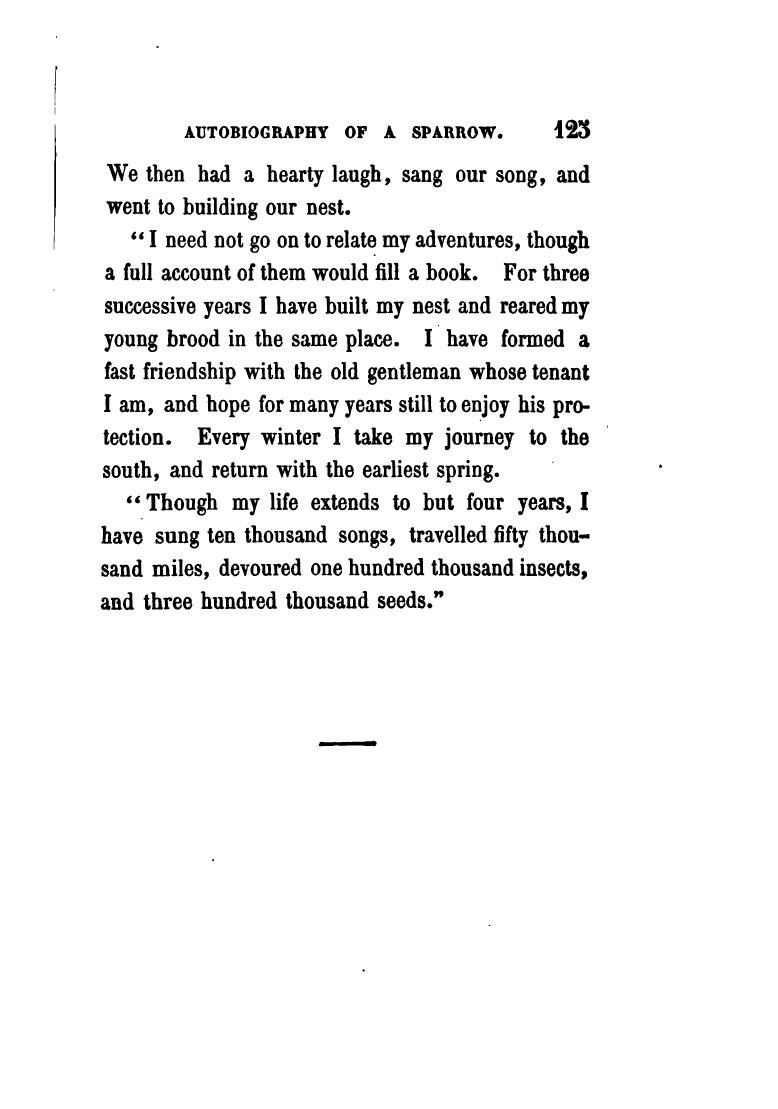 AUTOBIOGRAPHY OF A SPARROW. 123
We then had a hearty laugh, sang our song, and
went to building our nest.
“I need not go on to relate my adventures, though
a full account of them would fill a book. For three
successive years I have built my nest and reared my
young brood in the same place. I have formed a
fast friendship with the old gentleman whose tenant
I am, and hope for many years still to enjoy his pro-
tection. Every winter I take my journey to the
south, and return with the earliest spring.
“Though my life extends to but four years, I
have sung ten thousand songs, travelled fifty thou-
sand miles, devoured one hundred thousand insects,
and three hundred thousand seeds.”